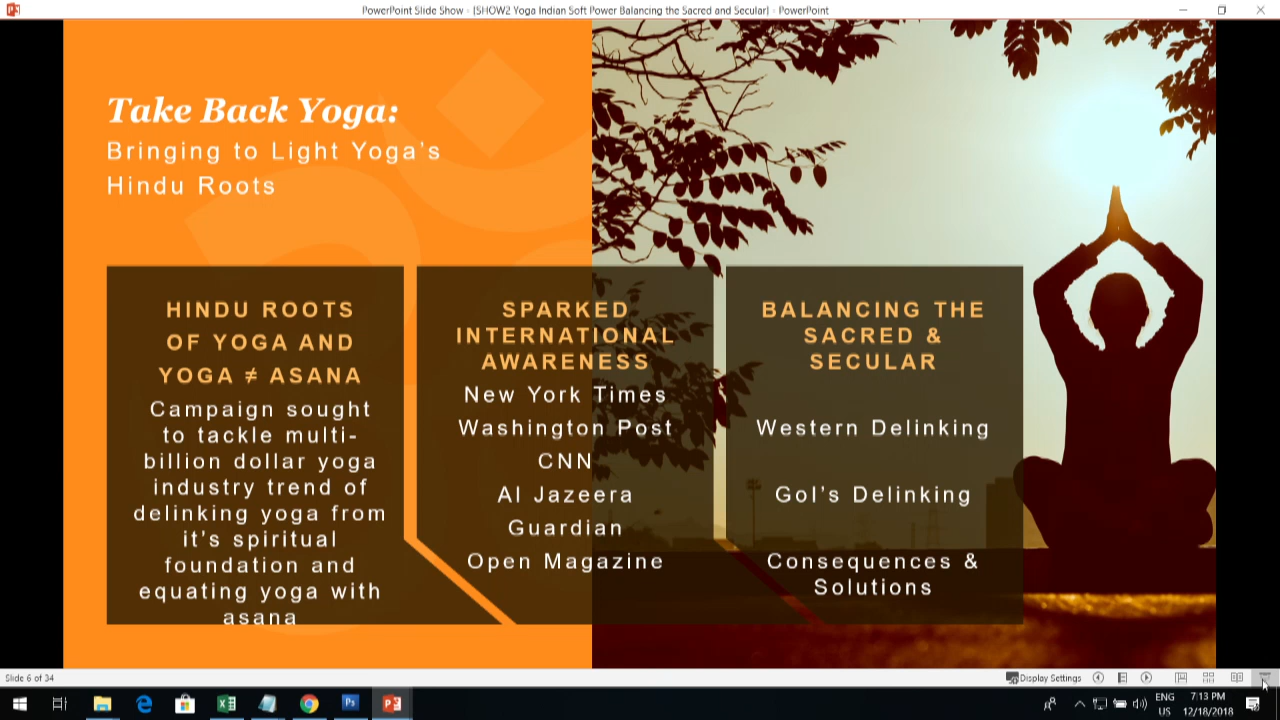 PowerPoint Slide Show - [SHOW2 Yoga Indian Soft Power Balancing the Sacred and Secular] - PowerPoint
Take Back Yoga:
Bringing to Light Yoga's
Hindu Roots
HINDU ROOTS
OF YOGA AND
YOGA ≠ ASANA
Campaign sought
to tackle multi-
billion dollar yoga
industry trend of
delinking yoga from
it's spiritual
foundation and
equating yoga with
asana
SPARKED
INTERNATIONAL
AWARENESS
New York Times
Washington Post
CNN
Al Jazeera
Guardian
Open Magazine
BALANCING THE
SACRED &
SECULAR
Western Delinking
GoI's Delinking
Consequences &
Solutions
Slide 6 of 34
Display Settings
ENG
US
7:13 PM
12/18/2018